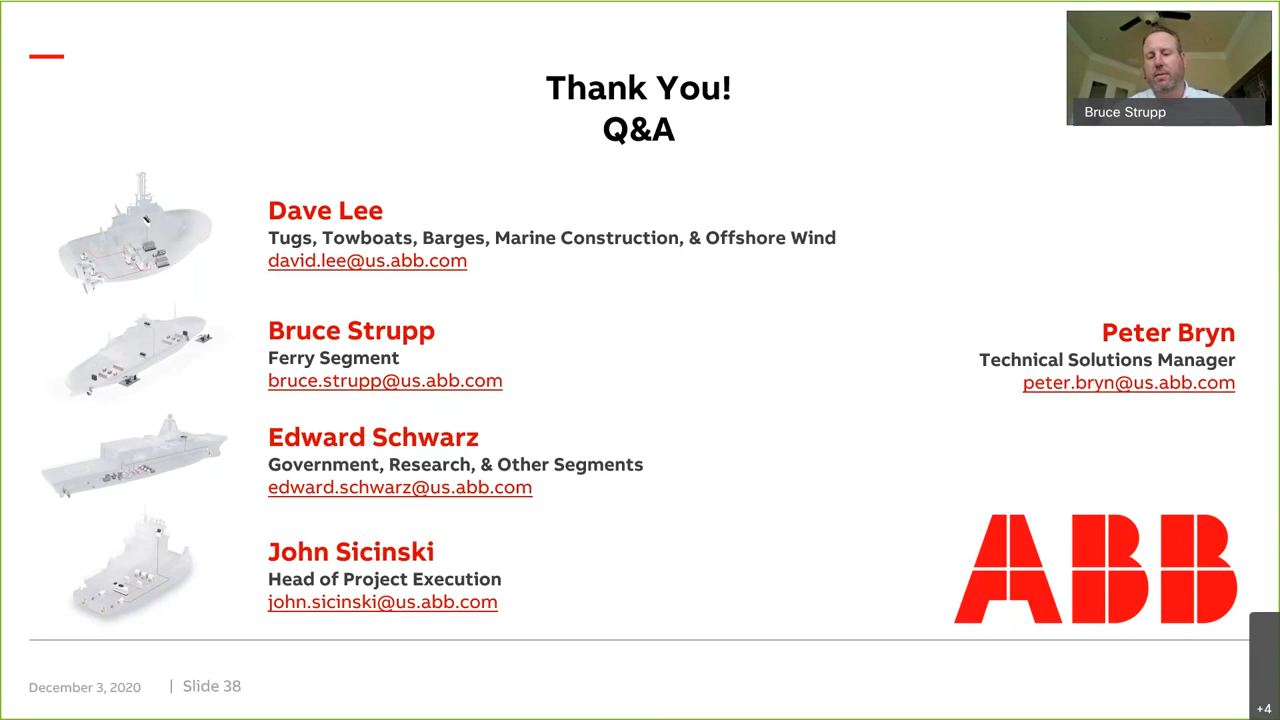 Thank You!
Q&A
Bruce Strupp
Dave Lee
Tugs, Towboats, Barges, Marine Construction, & Offshore Wind
david.lee@us.abb.com
Bruce Strupp
Ferry Segment
bruce.strupp@us.abb.com
Peter Bryn
Technical Solutions Manager
peter.bryn@us.abb.com
Edward Schwarz
Government, Research, & Other Segments
edward.schwarz@us.abb.com
John Sicinski
Head of Project Execution
john.sicinski@us.abb.com
ABB
December 3, 2020 | Slide 38
+4